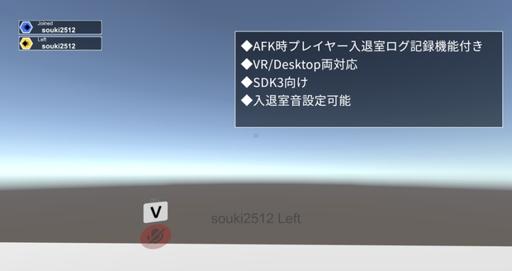 Joined
souki2512
Left
souki2512
◆AFK時プレイヤー入退室ログ記録機能付き
◆VR/Desktop両対応
◆SDK3向け
◆入退室音設定可能
V
souki2512 Left